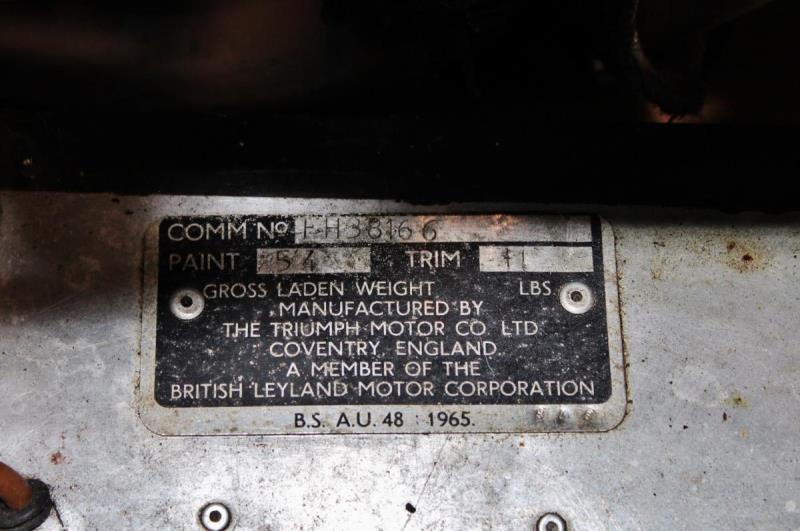 COMM Nº FH38166
PAINT 54 TRIM 11
GROSS LADEN WEIGHT LBS
MANUFACTURED BY
THE TRIUMPH MOTOR CO. LTD
COVENTRY ENGLAND
A MEMBER OF THE
BRITISH LEYLAND MOTOR CORPORATION
B.S. A.U. 48 : 1965.